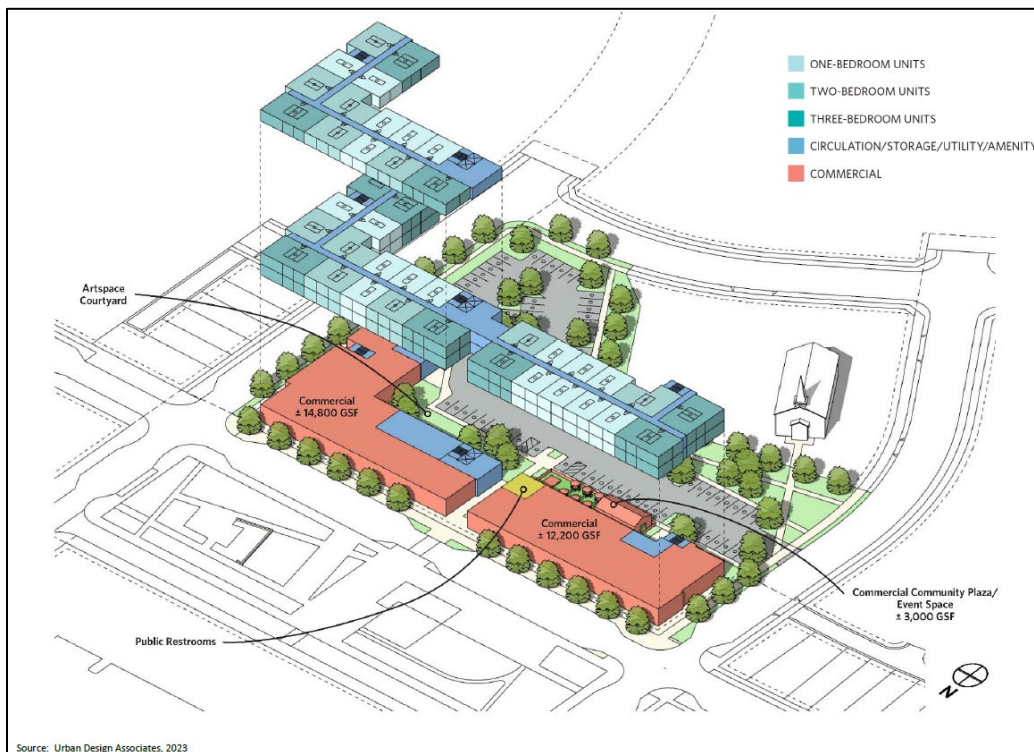 ONE-BEDROOM UNITS
TWO-BEDROOM UNITS
THREE-BEDROOM UNITS
CIRCULATION/STORAGE/UTILITY/AMENITY
COMMERCIAL
Artspace
Courtyard
Commercial
± 14,800 GSF
Commercial
± 12,200 GSF
Commercial Community Plaza/
Event Space
± 3,000 GSF
Public Restrooms
N
Source: Urban Design Associates, 2023